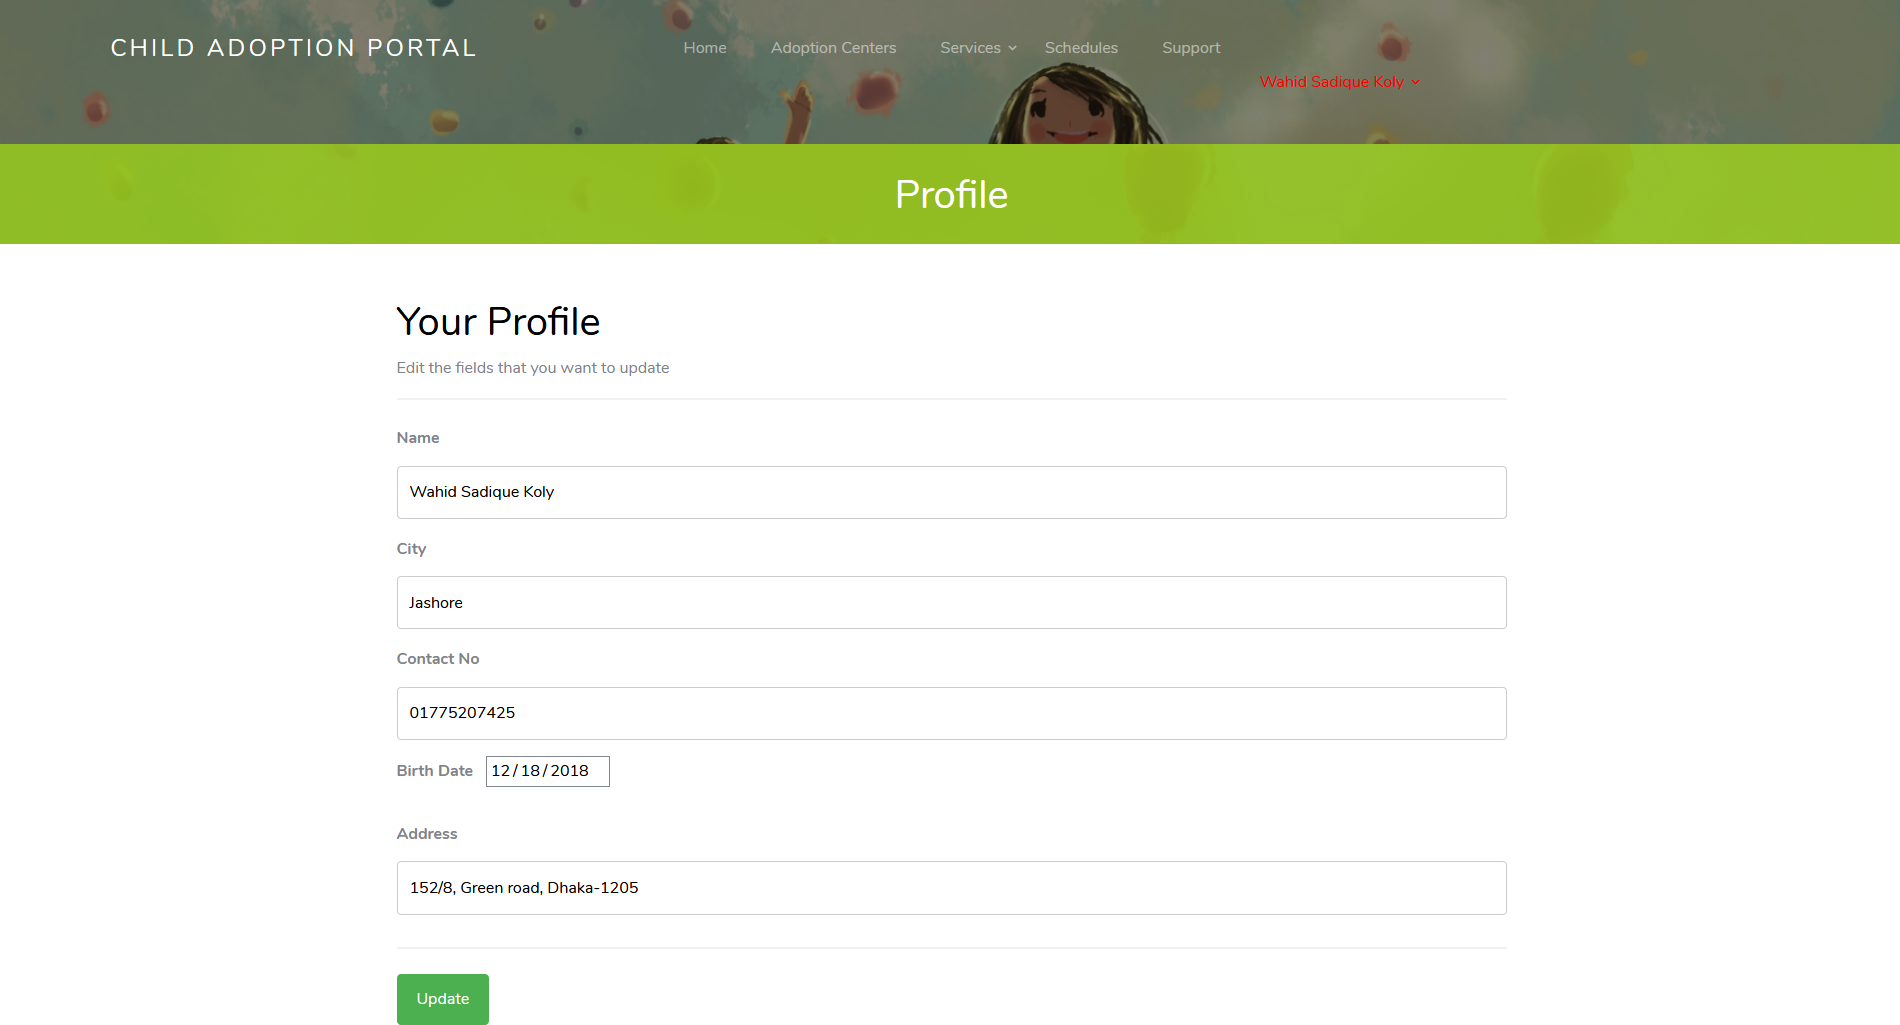 CHILD ADOPTION PORTAL
Home Adoption Centers Services Schedules Support
Wahid Sadique Koly
Profile
Your Profile
Edit the fields that you want to update
Name
Wahid Sadique Koly
City
Jashore
Contact No
01775207425
Birth Date 12/18/2018
Address
152/8, Green road, Dhaka-1205
Update